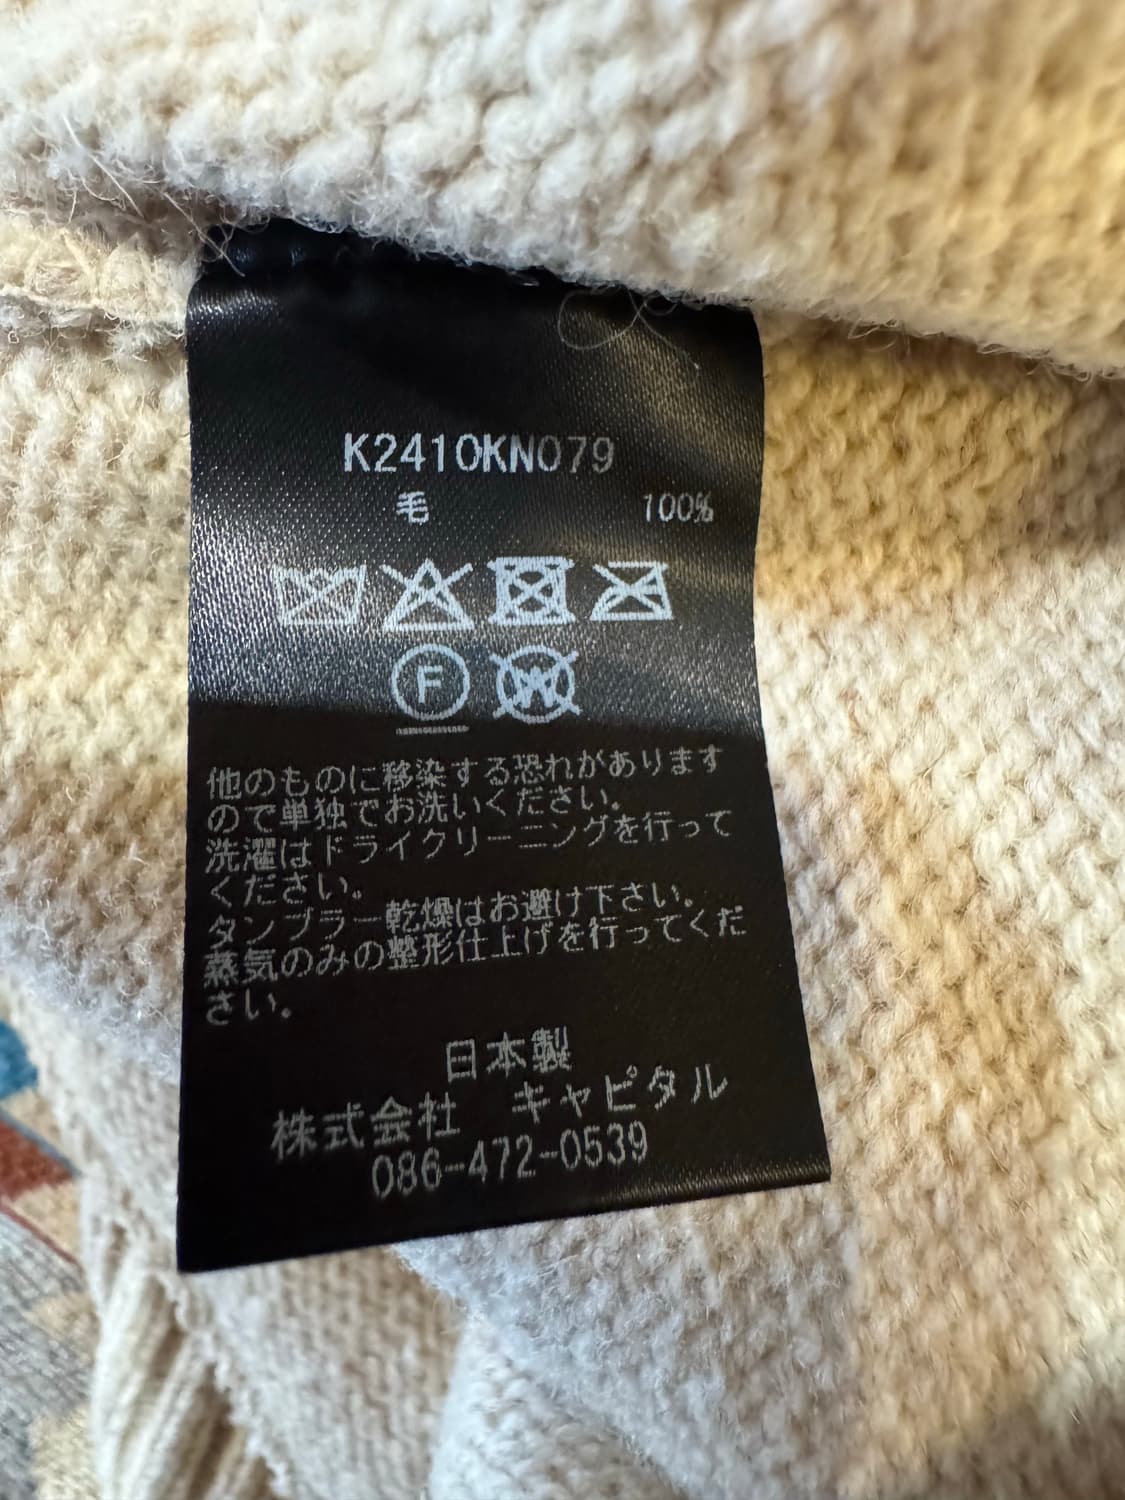 K2410KN079
毛 100%
F
W
他のものに移染する恐れがあります
ので単独でお洗いください。
洗濯はドライクリーニングを行って
ください。
タンブラー乾燥はお避け下さい。
蒸気のみの整形仕上げを行ってくだ
さい。
日本製
株式会社 キャピタル
086-472-0539